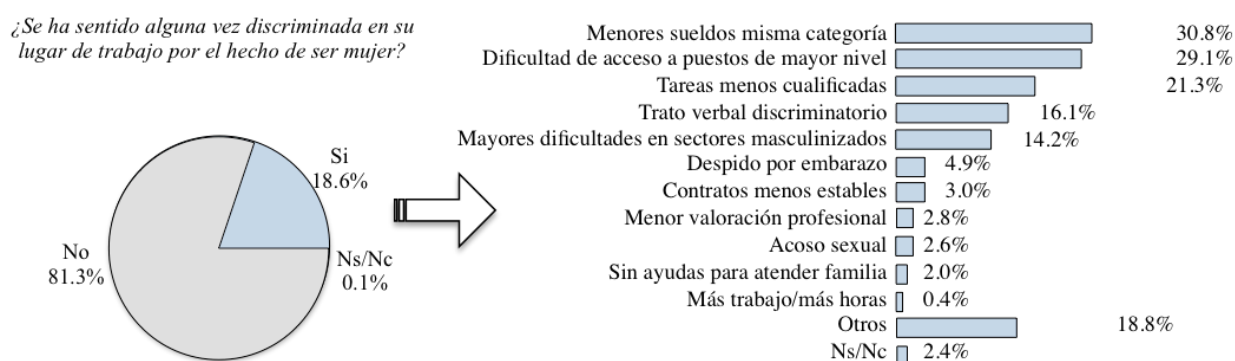 ¿Se ha sentido alguna vez discriminada en su
lugar de trabajo por el hecho de ser mujer?
Si
18.6%
No
81.3%
Ns/Nc
0.1%
Menores sueldos misma categoría 30.8%
Dificultad de acceso a puestos de mayor nivel 29.1%
Tareas menos cualificadas 21.3%
Trato verbal discriminatorio 16.1%
Mayores dificultades en sectores masculinizados 14.2%
Despido por embarazo 4.9%
Contratos menos estables 3.0%
Menor valoración profesional 2.8%
Acoso sexual 2.6%
Sin ayudas para atender familia 2.0%
Más trabajo/más horas 0.4%
Otros 18.8%
Ns/Nc 2.4%